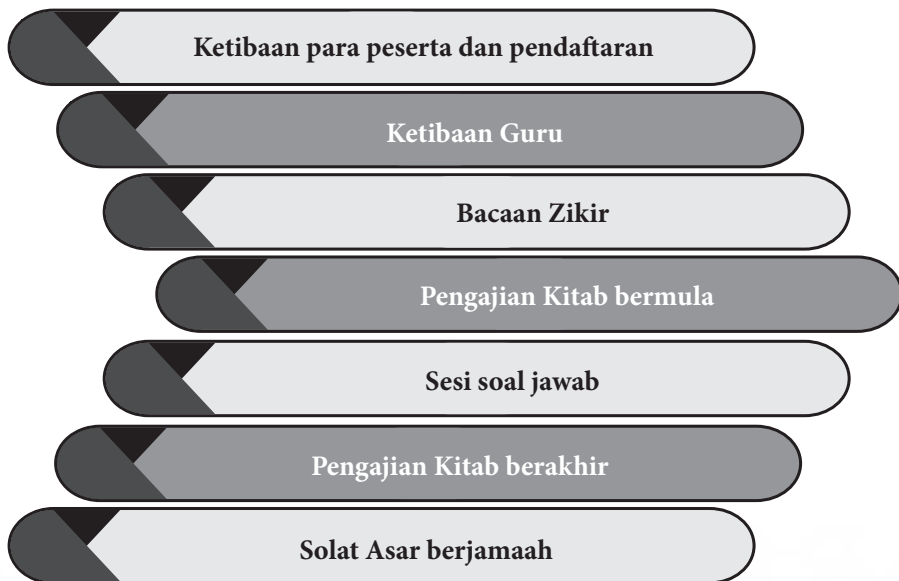 Ketibaan para peserta dan pendaftaran
Ketibaan Guru
Bacaan Zikir
Pengajian Kitab bermula
Sesi soal jawab
Pengajian Kitab berakhir
Solat Asar berjamaah